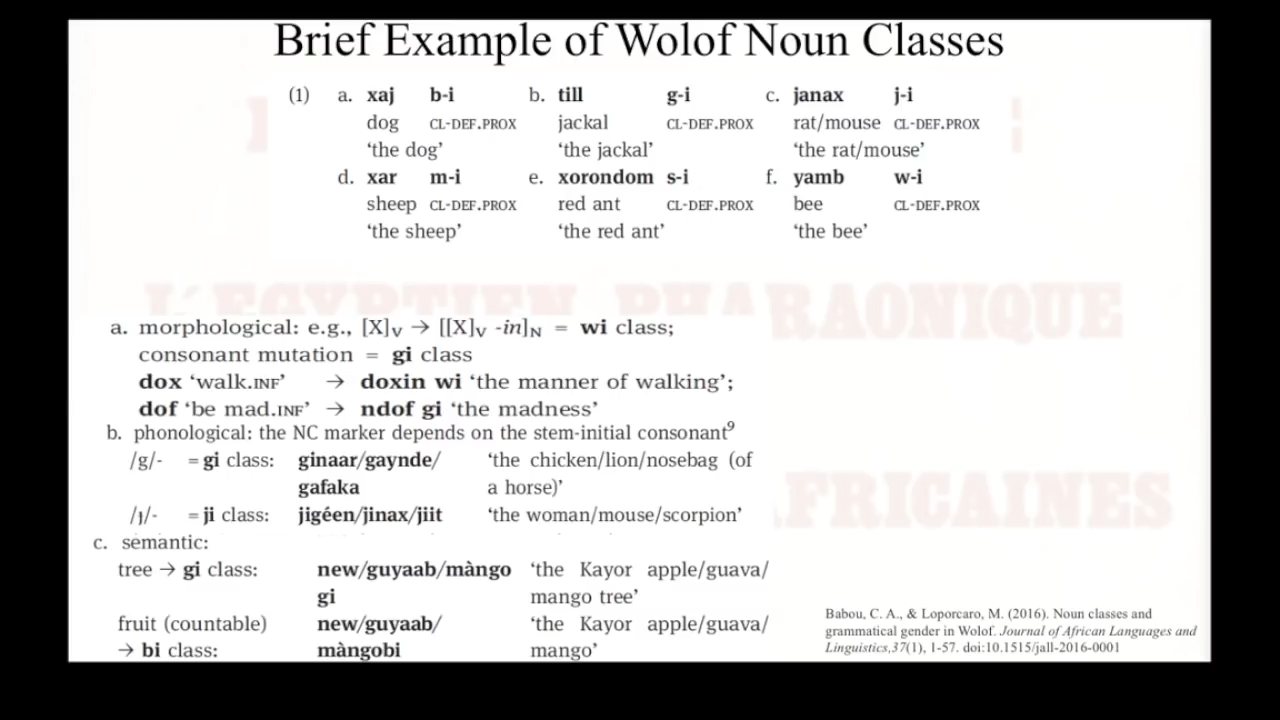 Brief Example of Wolof Noun Classes
(1) a. xaj b-i b. till g-i c. janax j-i
dog CL-DEF.PROX jackal CL-DEF.PROX rat/mouse CL-DEF.PROX
‘the dog’ ‘the jackal’ ‘the rat/mouse’
d. xar m-i e. xorondom s-i f. yamb w-i
sheep CL-DEF.PROX red ant CL-DEF.PROX bee CL-DEF.PROX
‘the sheep’ ‘the red ant’ ‘the bee’
L'EGYPTIEN PHARAONIQUE
a. morphological: e.g., [X]V → [[X]V -in]N = wi class;
consonant mutation = gi class
dox ‘walk.INF’ → doxin wi ‘the manner of walking’;
dof ‘be mad.INF’ → ndof gi ‘the madness’
b. phonological: the NC marker depends on the stem-initial consonant⁹
/g/- = gi class: ginaar/gaynde/ ‘the chicken/lion/nosebag (of
gafaka a horse)’
AFRICAINES
/ɟ/- = ji class: jigéen/jinax/jiit ‘the woman/mouse/scorpion’
c. semantic:
tree → gi class: new/guyaab/màngo ‘the Kayor apple/guava/
gi mango tree’
fruit (countable) new/guyaab/ ‘the Kayor apple/guava/
→ bi class: màngobi mango’
Babou, C. A., & Loporcaro, M. (2016). Noun classes and
grammatical gender in Wolof. Journal of African Languages and
Linguistics,37(1), 1-57. doi:10.1515/jall-2016-0001